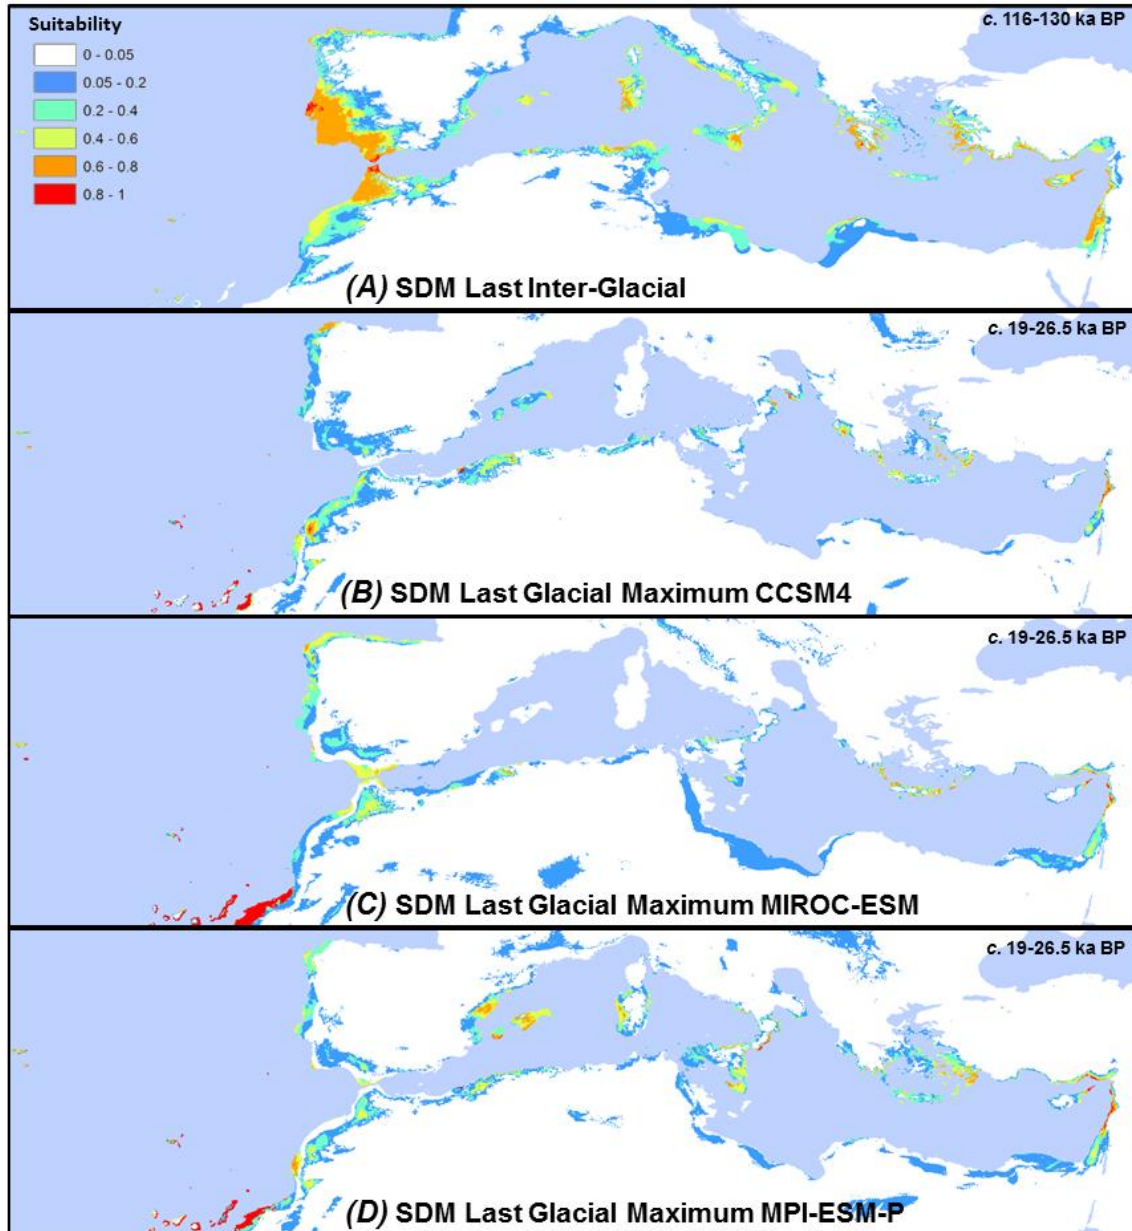 Suitability
0 - 0.05
0.05 - 0.2
0.2 - 0.4
0.4 - 0.6
0.6 - 0.8
0.8 - 1
c. 116-130 ka BP
(A) SDM Last Inter-Glacial
c. 19-26.5 ka BP
(B) SDM Last Glacial Maximum CCSM4
c. 19-26.5 ka BP
(C) SDM Last Glacial Maximum MIROC-ESM
c. 19-26.5 ka BP
(D) SDM Last Glacial Maximum MPI-ESM-P